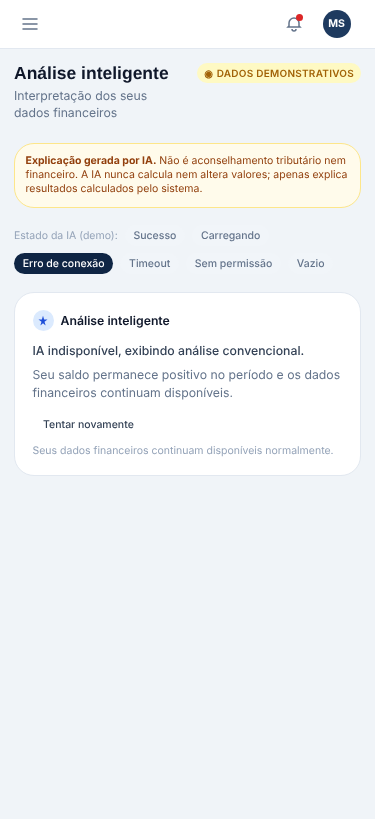 MS
Análise inteligente
◉ DADOS DEMONSTRATIVOS
Interpretação dos seus
dados financeiros
Explicação gerada por IA. Não é aconselhamento tributário nem
financeiro. A IA nunca calcula nem altera valores; apenas explica
resultados calculados pelo sistema.
Estado da IA (demo): Sucesso Carregando
Erro de conexão Timeout Sem permissão Vazio
Análise inteligente
IA indisponível, exibindo análise convencional.
Seu saldo permanece positivo no período e os dados
financeiros continuam disponíveis.
Tentar novamente
Seus dados financeiros continuam disponíveis normalmente.